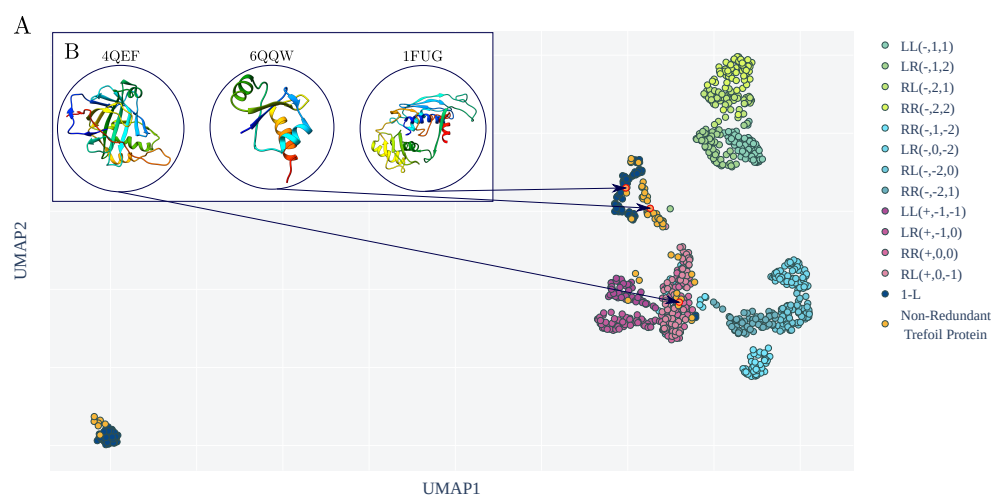 A
B
4QEF
6QQW
1FUG
LL(-,1,1)
LR(-,1,2)
RL(-,2,1)
RR(-,2,2)
RR(-,1,-2)
LR(-,0,-2)
RL(-,-2,0)
RR(-,-2,1)
LL(+,-1,-1)
LR(+,-1,0)
RR(+,0,0)
RL(+,0,-1)
1-L
Non-Redundant
Trefoil Protein
UMAP2
UMAP1